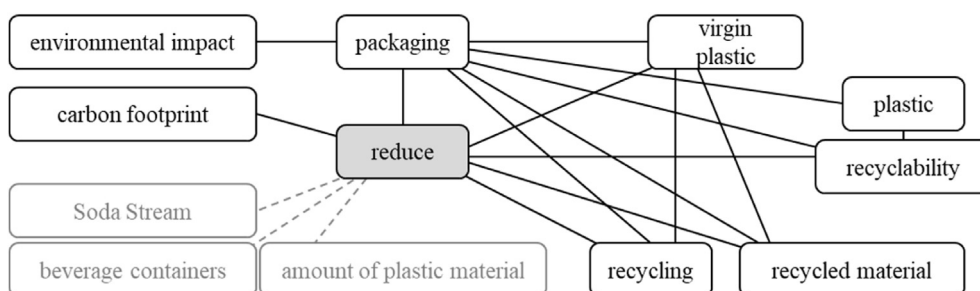 environmental impact
packaging
virgin
plastic
carbon footprint
plastic
reduce
recyclability
Soda Stream
beverage containers
amount of plastic material
recycling
recycled material